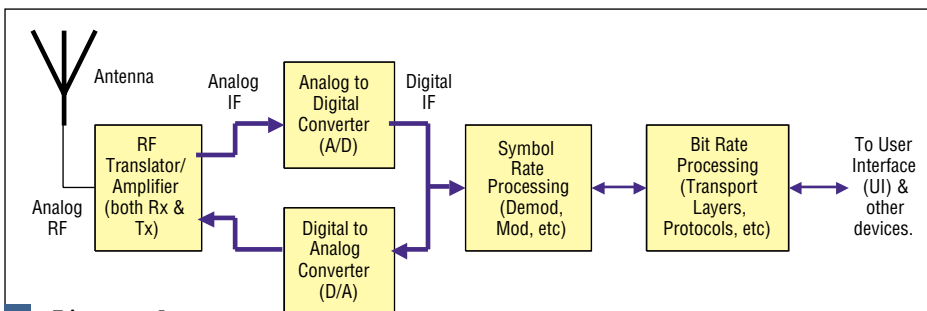 Antenna
Analog
RF
RF
Translator/
Amplifier
(both Rx &
Tx)
Analog
IF
Analog to
Digital
Converter
(A/D)
Digital
IF
Digital to
Analog
Converter
(D/A)
Symbol
Rate
Processing
(Demod,
Mod, etc)
Bit Rate
Processing
(Transport
Layers,
Protocols, etc)
To User
Interface
(UI) &
other
devices.